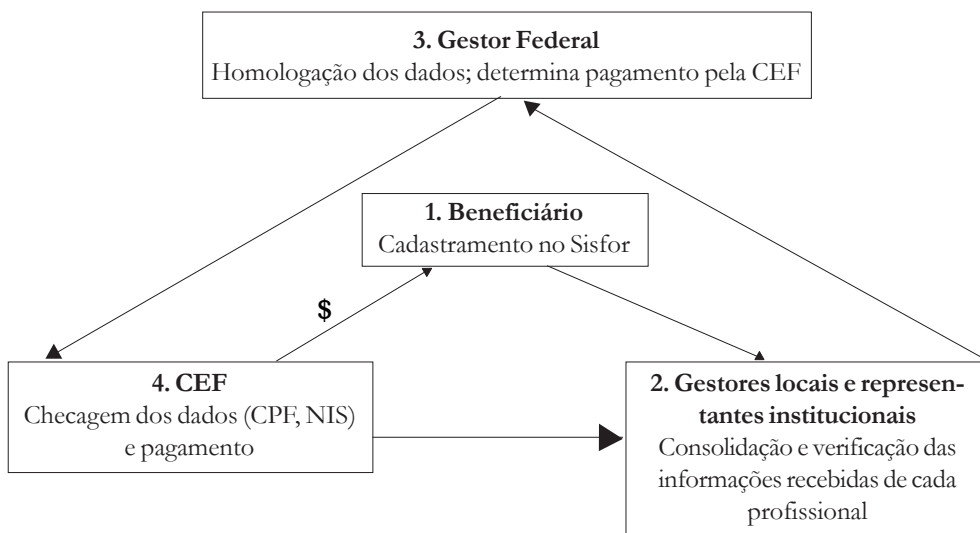 3. Gestor Federal
Homologação dos dados; determina pagamento pela CEF
1. Beneficiário
Cadastramento no Sisfor
$
4. CEF
Checagem dos dados (CPF, NIS)
e pagamento
2. Gestores locais e represen-
tantes institucionais
Consolidação e verificação das
informações recebidas de cada
profissional